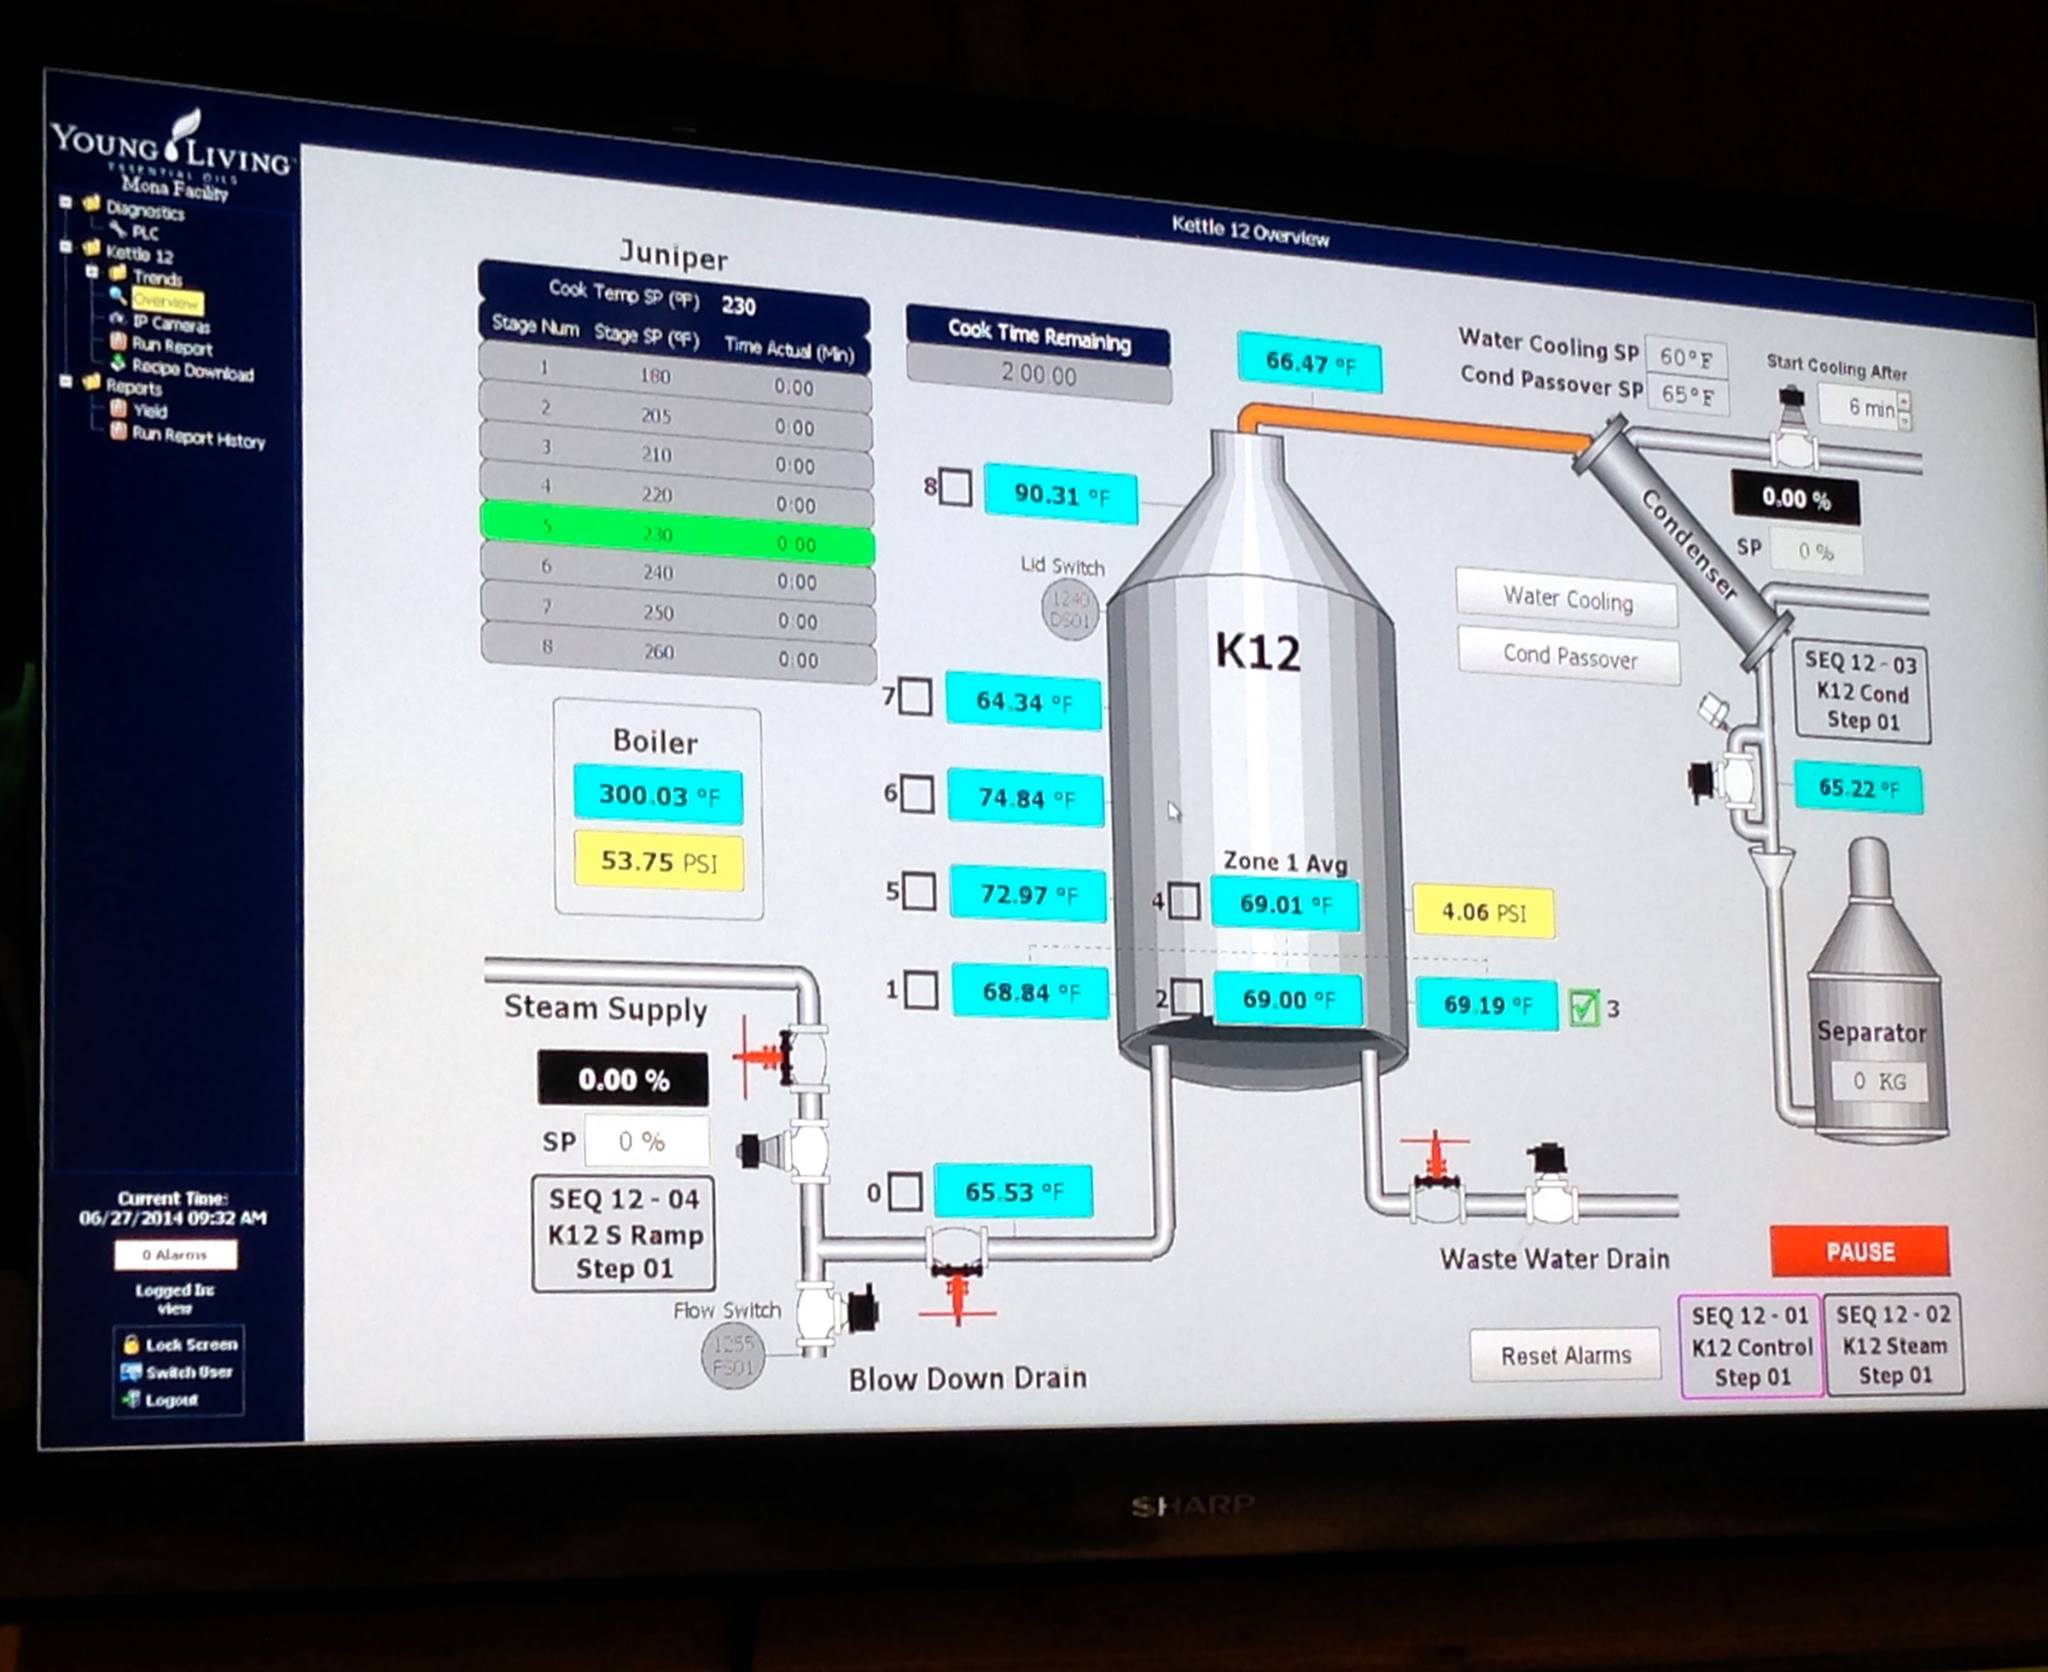 YOUNG LIVING
ESSENTIAL OILS
Mona Facility
Diagnostics
PLC
Kettle 12
Trends
Overview
IP Cameras
Run Report
Recipe Download
Reports
Yield
Run Report History
Current Time:
06/27/2014 09:32 AM
0 Alarms
Logged In:
view
Lock Screen
Switch User
Logout
Kettle 12 Overview
Juniper
Cook Temp SP (ºF) 230
Stage Num Stage SP (ºF) Time Actual (Min)
1 180 0:00
2 205 0:00
3 210 0:00
4 220 0:00
5 230 0:00
6 240 0:00
7 250 0:00
8 260 0:00
Cook Time Remaining
2:00:00
66.47 °F
Water Cooling SP 60°F
Cond Passover SP 65°F
Start Cooling After
6 min
0.00 %
SP 0 %
Condenser
8 90.31 °F
Lid Switch
1240
DS01
K12
Water Cooling
Cond Passover
SEQ 12 - 03
K12 Cond
Step 01
65.22 °F
7 64.34 °F
6 74.84 °F
5 72.97 °F
Zone 1 Avg
4 69.01 °F
4.06 PSI
1 68.84 °F
2 69.00 °F
69.19 °F 3
Boiler
300.03 °F
53.75 PSI
Steam Supply
0.00 %
SP 0 %
SEQ 12 - 04
K12 S Ramp
Step 01
0 65.53 °F
Flow Switch
1255
FS01
Blow Down Drain
Separator
0 KG
Waste Water Drain
PAUSE
Reset Alarms
SEQ 12 - 01
K12 Control
Step 01
SEQ 12 - 02
K12 Steam
Step 01
SHARP